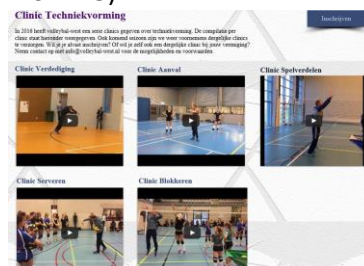 Clinic Techniekvorming
Inschrijven
In 2016 heeft volleybal-west een serie clinics gegeven over techniekvorming. De compilatie per
clinic staat hieronder weergegeven. Ook komend seizoen zijn we weer voornemens dergelijke clinics
te verzorgen. Wil je je alvast inschrijven? Of wil je zelf ook een dergelijke clinic bij jouw vereniging?
Neem contact op met info@volleybal-west.nl voor de mogelijkheden en voorwaarden.
Clinic Verdediging
Clinic Aanval
Clinic Spelverdelen
Clinic Serveren
Clinic Blokkeren